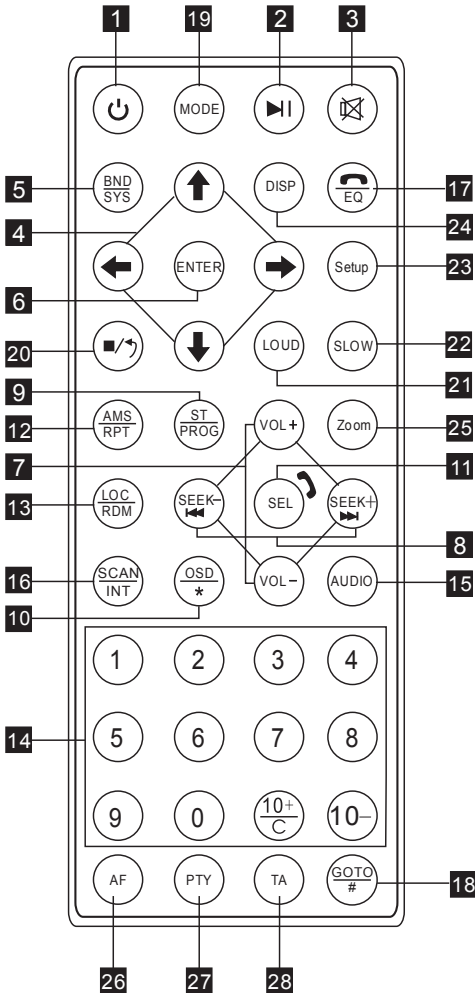 1 19 2 3
MODE
5 BND SYS DISP EQ 17
4 24
ENTER Setup 23
6
20 LOUD SLOW 22
9 21
12 AMS RPT ST PROG VOL+ Zoom 25
7 11
13 LOC RDM SEEK- SEL SEEK+
8
16 SCAN INT OSD * VOL- AUDIO 15
10
1 2 3 4
14 5 6 7 8
9 0 10+ C 10-
AF PTY TA GOTO # 18
26 27 28